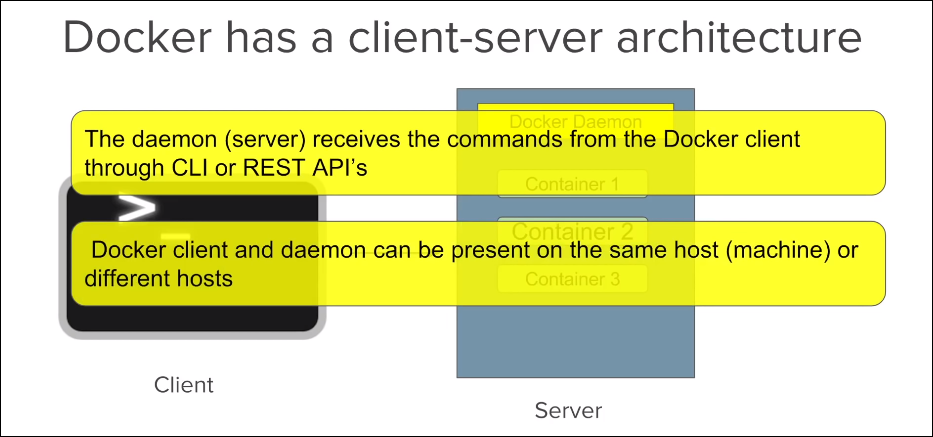 Docker has a client-server architecture
Docker Daemon
The daemon (server) receives the commands from the Docker client
through CLI or REST API’s
Container 1
>_
Container 2
Docker client and daemon can be present on the same host (machine) or
different hosts
Container 3
Client
Server